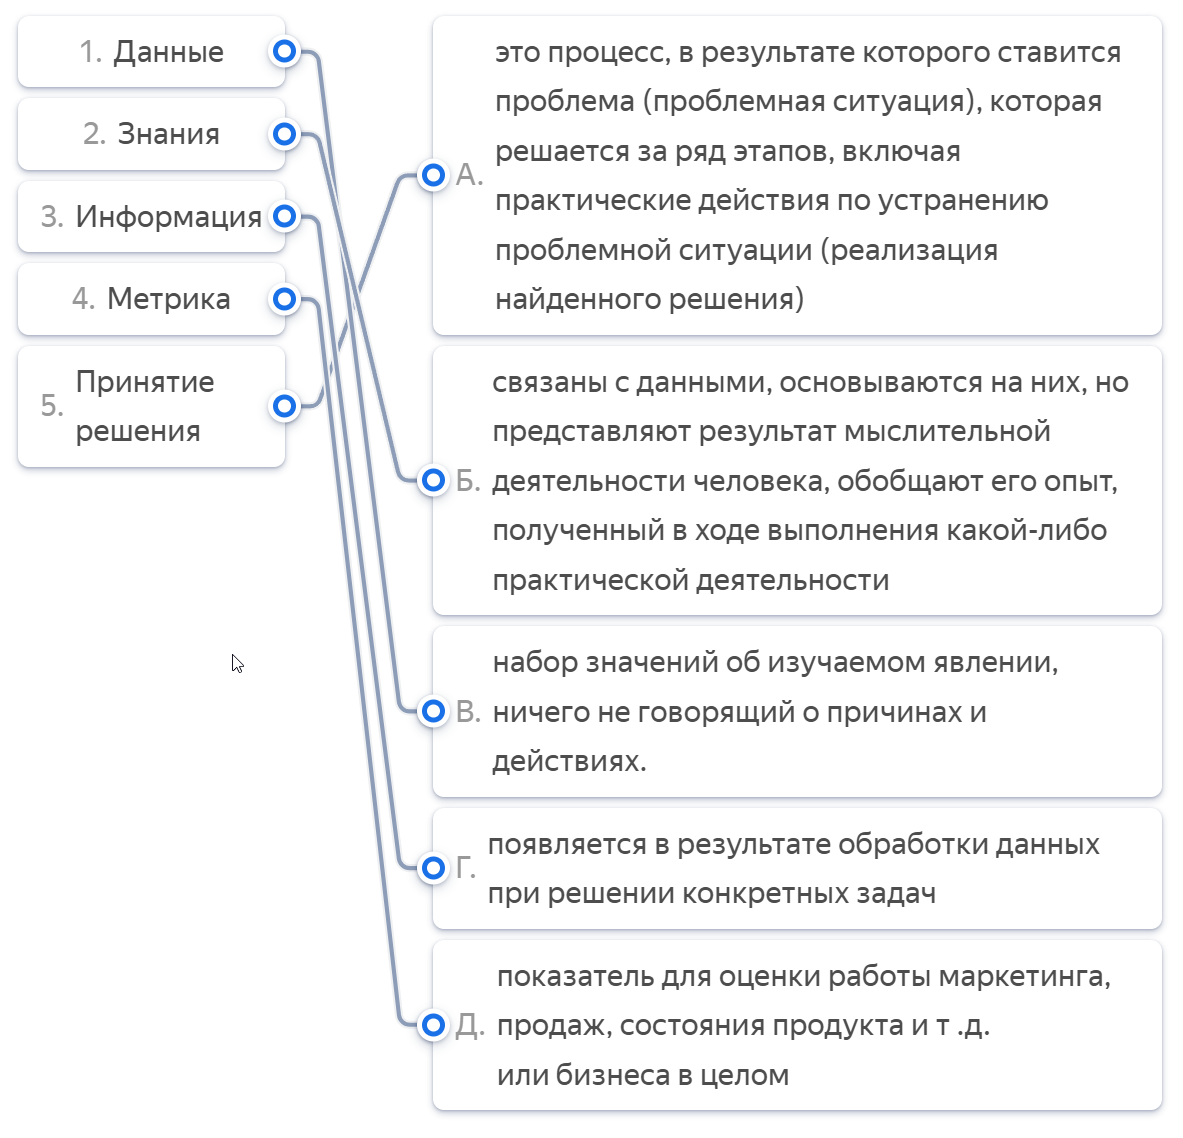 1. Данные
2. Знания
3. Информация
4. Метрика
5. Принятие
решения
А. это процесс, в результате которого ставится
проблема (проблемная ситуация), которая
решается за ряд этапов, включая
практические действия по устранению
проблемной ситуации (реализация
найденного решения)
Б. связаны с данными, основываются на них, но
представляют результат мыслительной
деятельности человека, обобщают его опыт,
полученный в ходе выполнения какой-либо
практической деятельности
В. набор значений об изучаемом явлении,
ничего не говорящий о причинах и
действиях.
Г. появляется в результате обработки данных
при решении конкретных задач
Д. показатель для оценки работы маркетинга,
продаж, состояния продукта и т .д.
или бизнеса в целом